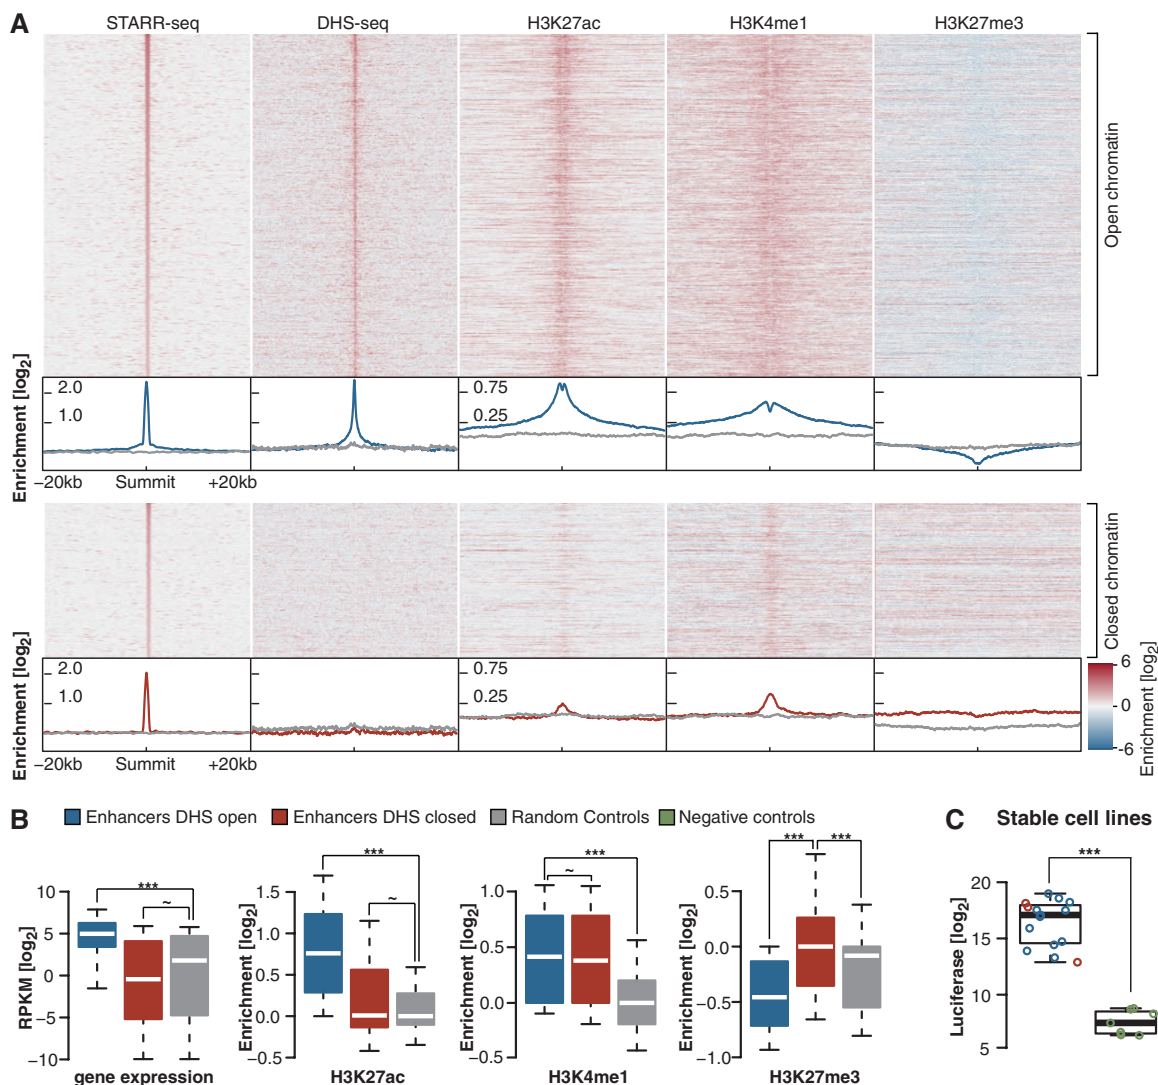 A
STARR-seq DHS-seq H3K27ac H3K4me1 H3K27me3
Open chromatin
Enrichment [log2]
2.0
1.0
0.75
0.25
−20kb Summit +20kb
Closed chromatin
Enrichment [log2]
2.0
1.0
0.75
0.25
−20kb Summit +20kb
6
0
-6
Enrichment [log2]
B
Enhancers DHS open Enhancers DHS closed Random Controls Negative controls
RPKM [log2]
10
5
0
−5
−10
***
~
gene expression
Enrichment [log2]
1.5
1.0
0.5
0.0
−0.5
***
~
H3K27ac
Enrichment [log2]
1.0
0.5
0.0
−0.5
***
~
H3K4me1
Enrichment [log2]
0.5
0.0
−0.5
−1.0
*** ***
H3K27me3
C Stable cell lines
***
Luciferase [log2]
20
15
10
5